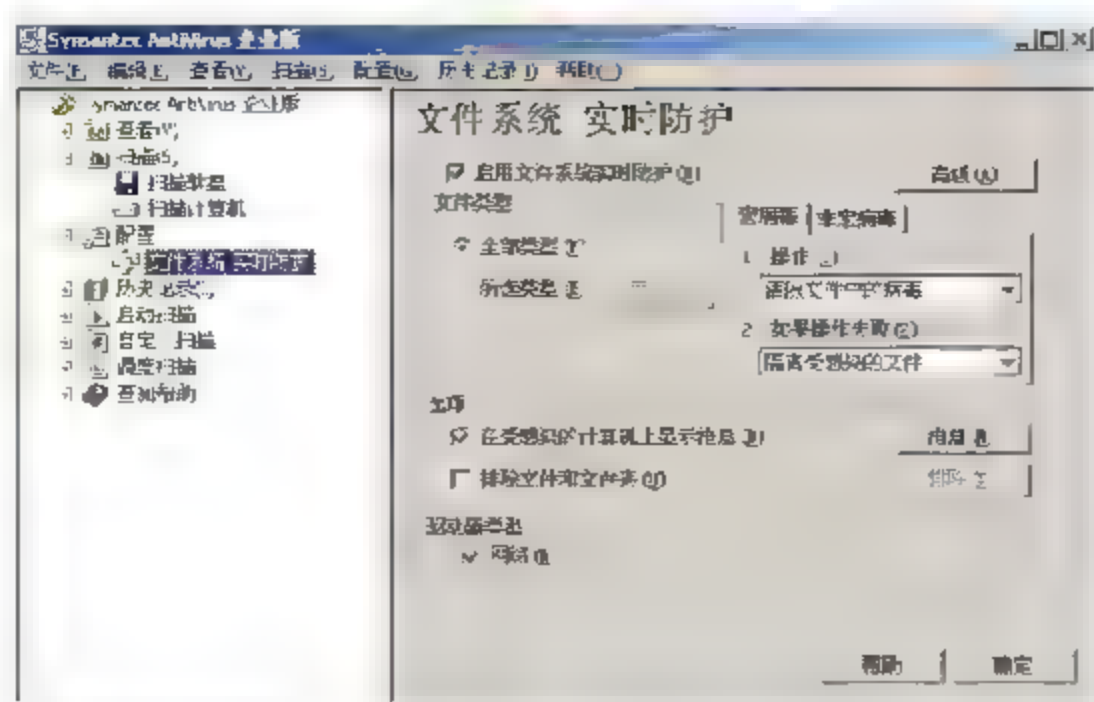 Symantec AntiVirus 企业版
文件(F) 编辑(E) 查看(V) 扫描(S) 配置(G) 历史记录(I) 帮助(H)
Symantec AntiVirus 企业版
查看(V)
扫描(S)
扫描软盘
扫描计算机
配置
文件系统 实时防护
历史记录
启动扫描
自定 扫描
调度扫描
查阅帮助
文件系统 实时防护
启用文件系统实时防护(N)
高级(A)
文件类型
全部类型
所选类型(E)
宏病毒
非宏病毒
1. 操作
清除文件中的病毒
2. 如果操作失败(2)
隔离受感染的文件
选项
在受感染的计算机上显示消息
消息
排除文件和文件夹(U)
排除
驱动器类型
网络
帮助
确定